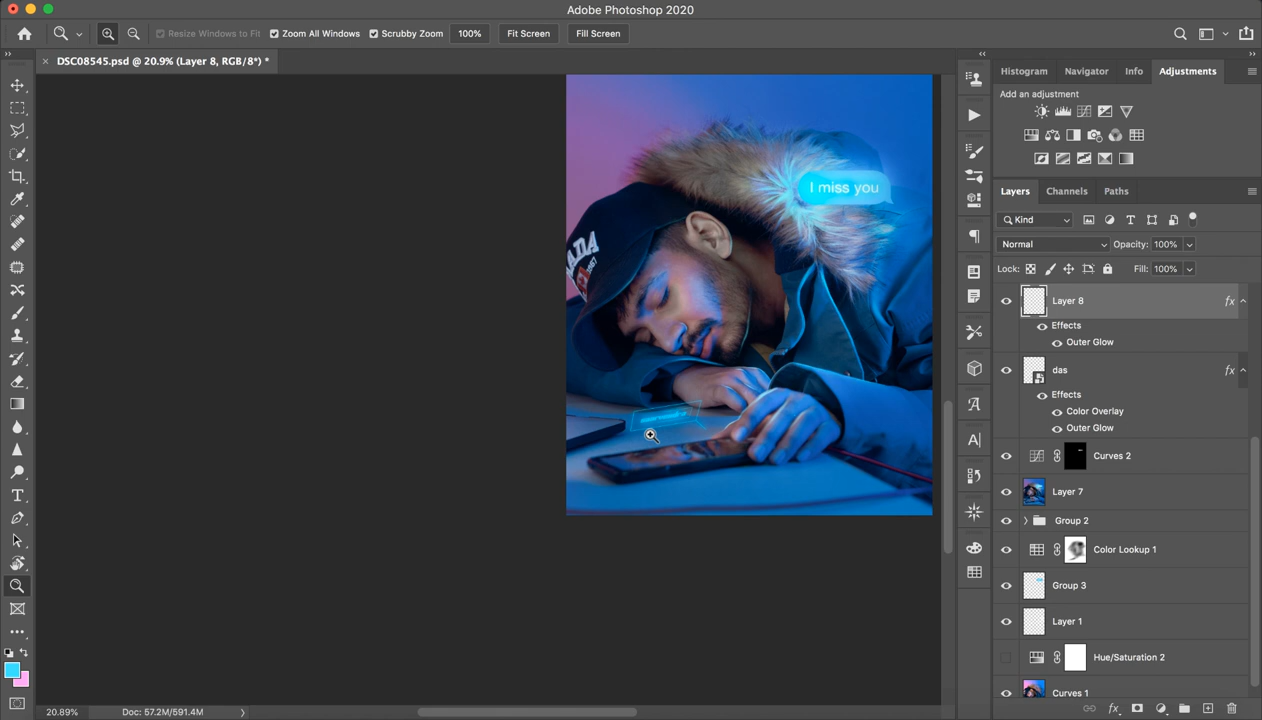 Adobe Photoshop 2020
Resize Windows to Fit
Zoom All Windows
Scrubby Zoom
100%
Fit Screen
Fill Screen
DSC08545.psd @ 20.9% (Layer 8, RGB/8*) *
Histogram
Navigator
Info
Adjustments
Add an adjustment
Layers
Channels
Paths
Kind
Normal
Opacity: 100%
Lock:
Fill: 100%
Layer 8
fx
Effects
Outer Glow
das
fx
Effects
Color Overlay
Outer Glow
Curves 2
Layer 7
Group 2
Color Lookup 1
Group 3
Layer 1
Hue/Saturation 2
Curves 1
fx
I miss you
20.89%
Doc: 57.2M/591.4M